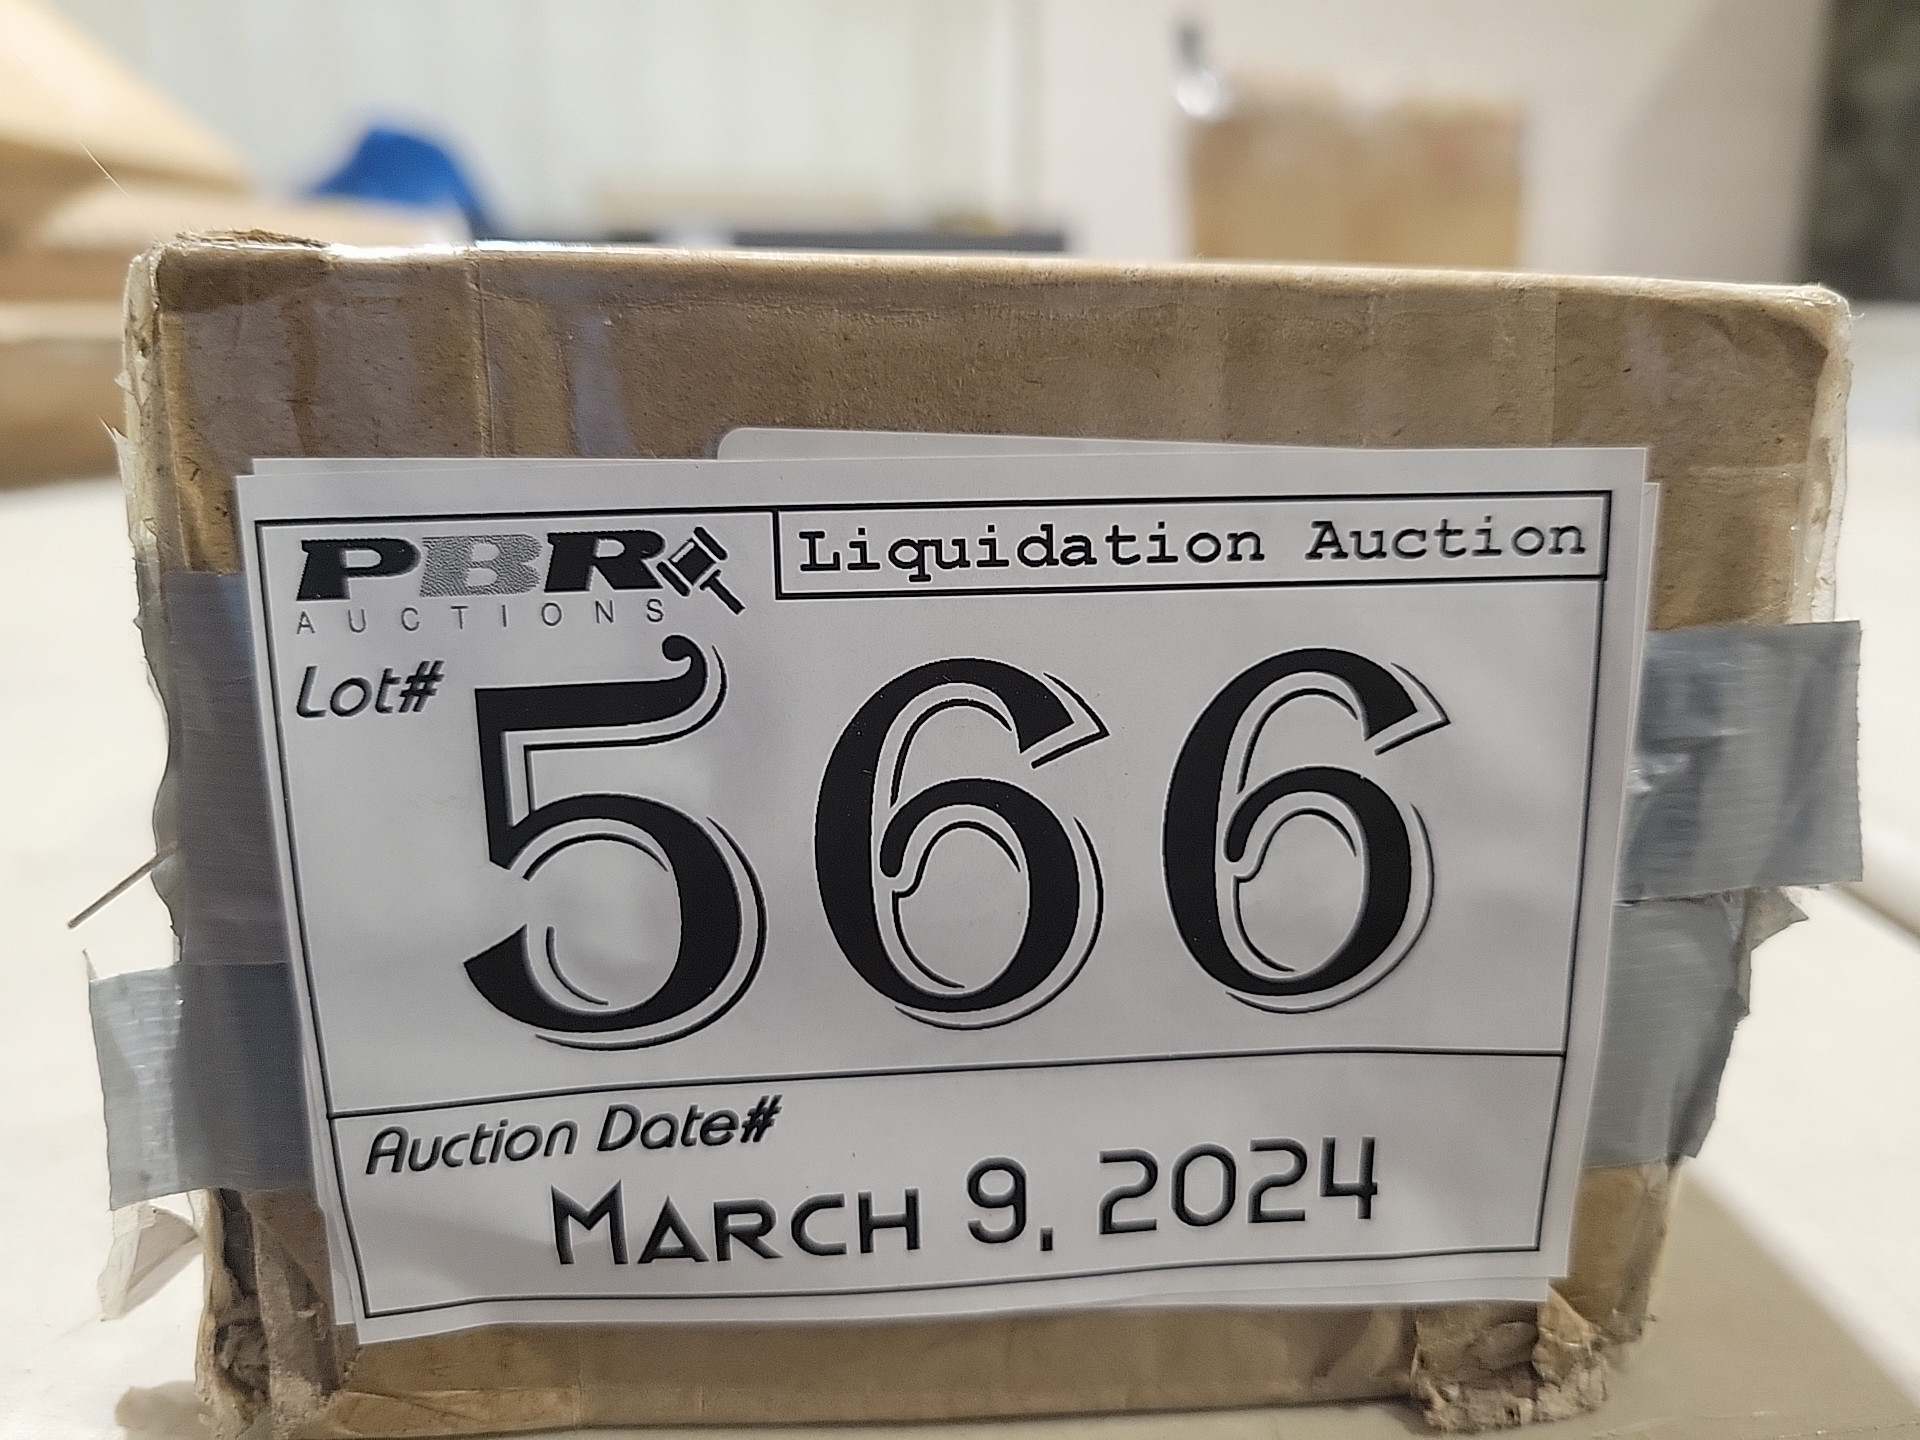 PBR
AUCTIONS
Liquidation Auction
Lot#
566
Auction Date#
March 9, 2024